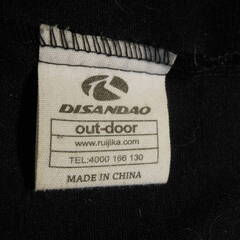 DISANDAO
out-door
www.ruijika.com
TEL:4000 166 130
MADE IN CHINA